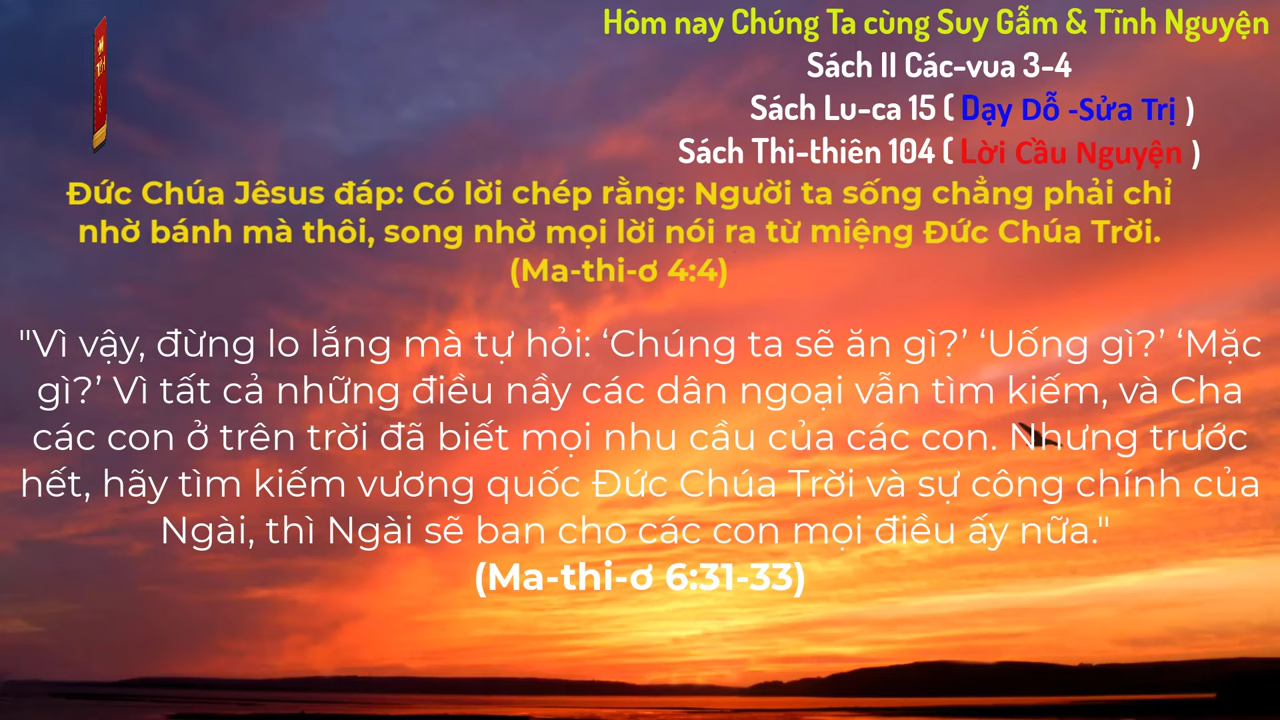 Hôm nay Chúng Ta cùng Suy Gẫm & Tĩnh Nguyện
Sách II Các-vua 3-4
Sách Lu-ca 15 ( Dạy Dỗ -Sửa Trị )
Sách Thi-thiên 104 ( Lời Cầu Nguyện )
Đức Chúa Jêsus đáp: Có lời chép rằng: Người ta sống chẳng phải chỉ
nhờ bánh mà thôi, song nhờ mọi lời nói ra từ miệng Đức Chúa Trời.
(Ma-thi-ơ 4:4)
"Vì vậy, đừng lo lắng mà tự hỏi: ‘Chúng ta sẽ ăn gì?’ ‘Uống gì?’ ‘Mặc
gì?’ Vì tất cả những điều nầy các dân ngoại vẫn tìm kiếm, và Cha
các con ở trên trời đã biết mọi nhu cầu của các con. Nhưng trước
hết, hãy tìm kiếm vương quốc Đức Chúa Trời và sự công chính của
Ngài, thì Ngài sẽ ban cho các con mọi điều ấy nữa."
(Ma-thi-ơ 6:31-33)